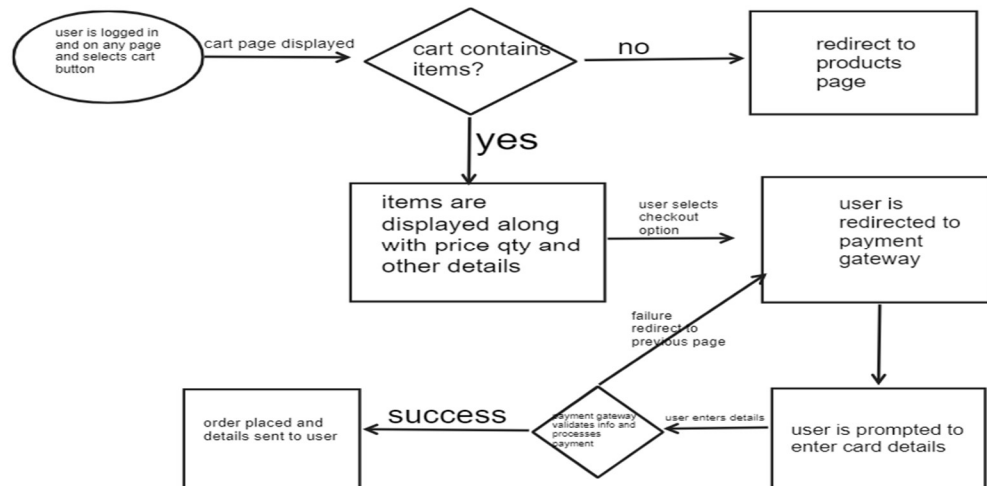 user is logged in
and on any page
and selects cart
button
cart page displayed
cart contains
items?
no
redirect to
products
page
yes
items are
displayed along
with price qty and
other details
user selects
checkout
option
user is
redirected to
payment
gateway
failure
redirect to
previous page
user is prompted to
enter card details
user enters details
payment gateway
validates info and
processes
payment
success
order placed and
details sent to user